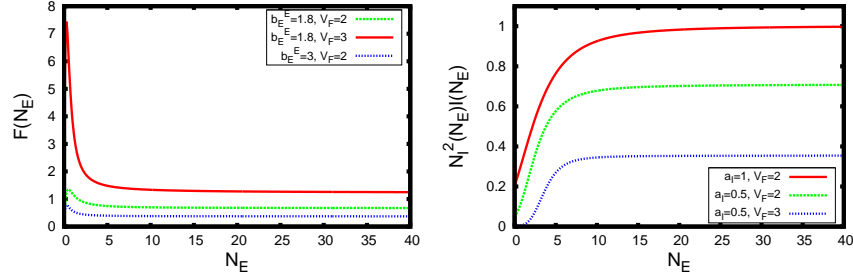 8
7
6
5
4
3
2
1
0
F(N_E)
b_E^E=1.8, V_F=2
b_E^E=1.8, V_F=3
b_E^E=3, V_F=2
0 5 10 15 20 25 30 35 40
N_E
1
0.8
0.6
0.4
0.2
0
N_I^2(N_E)I(N_E)
a_I=1, V_F=2
a_I=0.5, V_F=2
a_I=0.5, V_F=3
0 5 10 15 20 25 30 35 40
N_E